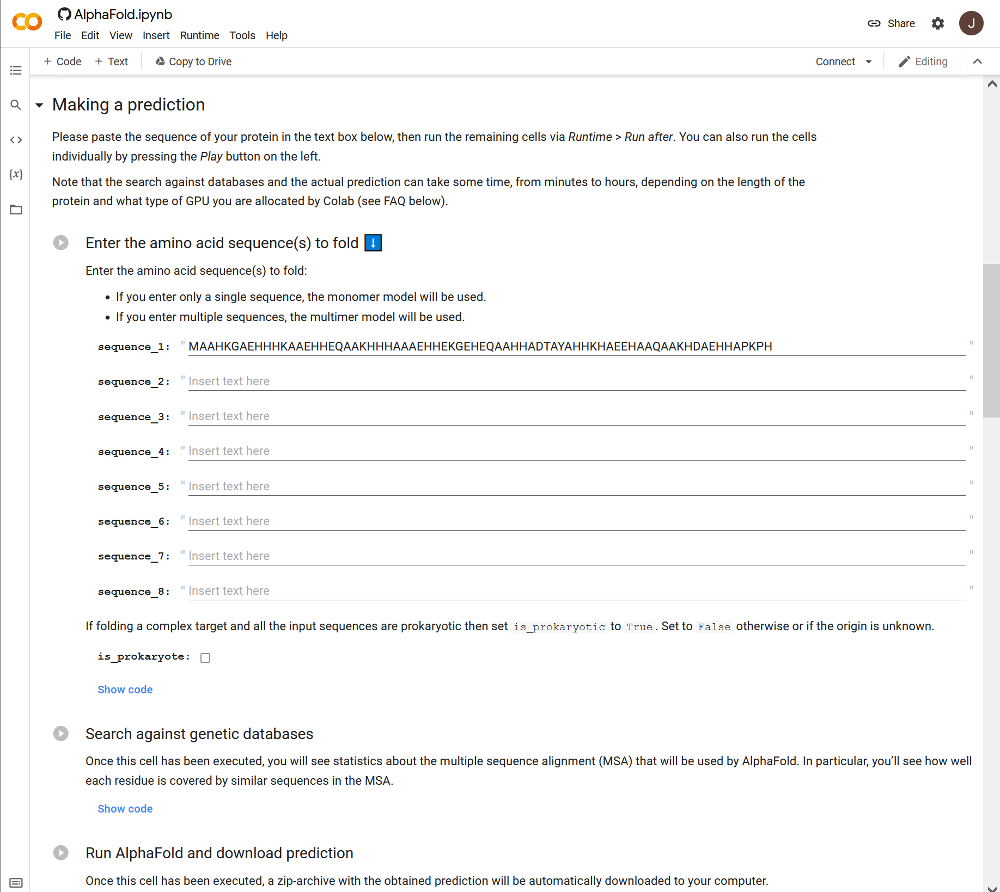 AlphaFold.ipynb
File Edit View Insert Runtime Tools Help
Share
J
+ Code + Text Copy to Drive
Connect Editing
{x}
Making a prediction
Please paste the sequence of your protein in the text box below, then run the remaining cells via Runtime > Run after. You can also run the cells
individually by pressing the Play button on the left.
Note that the search against databases and the actual prediction can take some time, from minutes to hours, depending on the length of the
protein and what type of GPU you are allocated by Colab (see FAQ below).
Enter the amino acid sequence(s) to fold ↓
Enter the amino acid sequence(s) to fold:
• If you enter only a single sequence, the monomer model will be used.
• If you enter multiple sequences, the multimer model will be used.
sequence_1: " MAAHKGAEHHHKAAEHHEQAAKHHHAAAEHHEKGEHEQAAHHADTAYAHHKHAEEHAAQAAKHDAEHHAPKPH "
sequence_2: " Insert text here "
sequence_3: " Insert text here "
sequence_4: " Insert text here "
sequence_5: " Insert text here "
sequence_6: " Insert text here "
sequence_7: " Insert text here "
sequence_8: " Insert text here "
If folding a complex target and all the input sequences are prokaryotic then set is_prokaryotic to True. Set to False otherwise or if the origin is unknown.
is_prokaryote:
Show code
Search against genetic databases
Once this cell has been executed, you will see statistics about the multiple sequence alignment (MSA) that will be used by AlphaFold. In particular, you’ll see how well
each residue is covered by similar sequences in the MSA.
Show code
Run AlphaFold and download prediction
Once this cell has been executed, a zip-archive with the obtained prediction will be automatically downloaded to your computer.